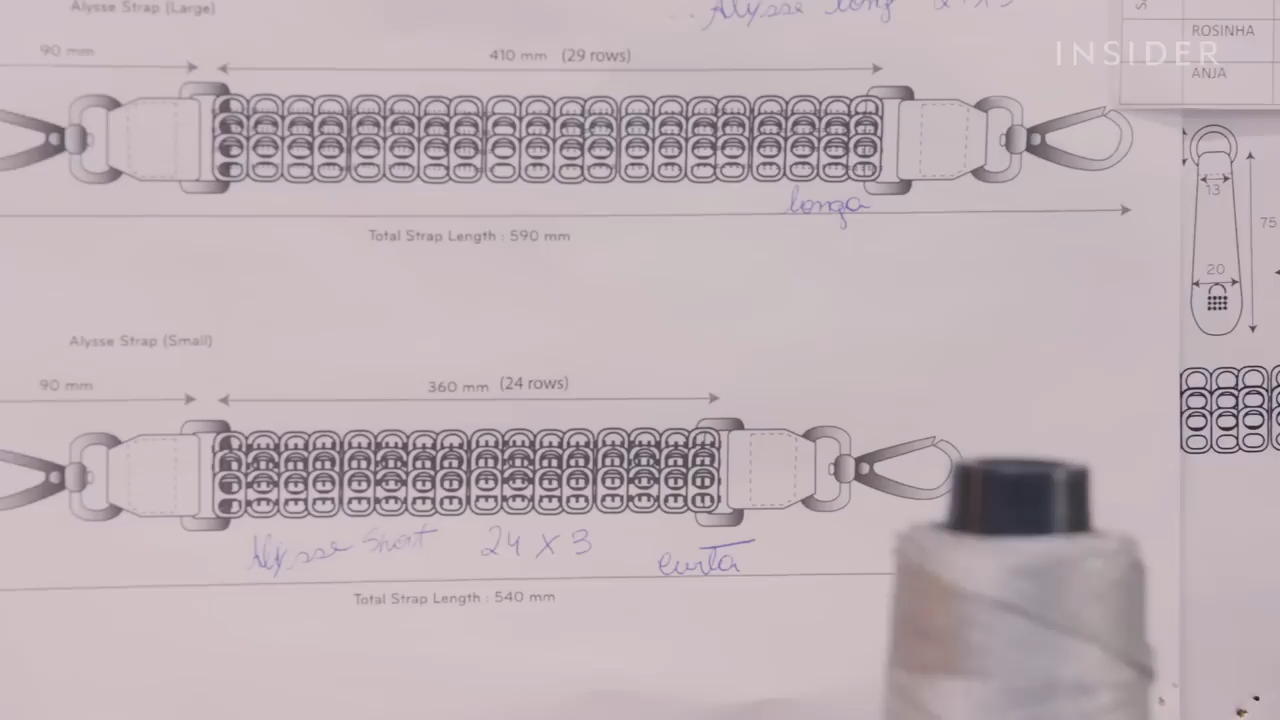 Alysse Strap (Large)
Alysse long
ROSINHA
INSIDER
ANJA
90 mm
410 mm (29 rows)
longa
Total Strap Length : 590 mm
13
75
20
Alysse Strap (Small)
90 mm
360 mm (24 rows)
Alysse Short 24 X 3 curta
Total Strap Length : 540 mm